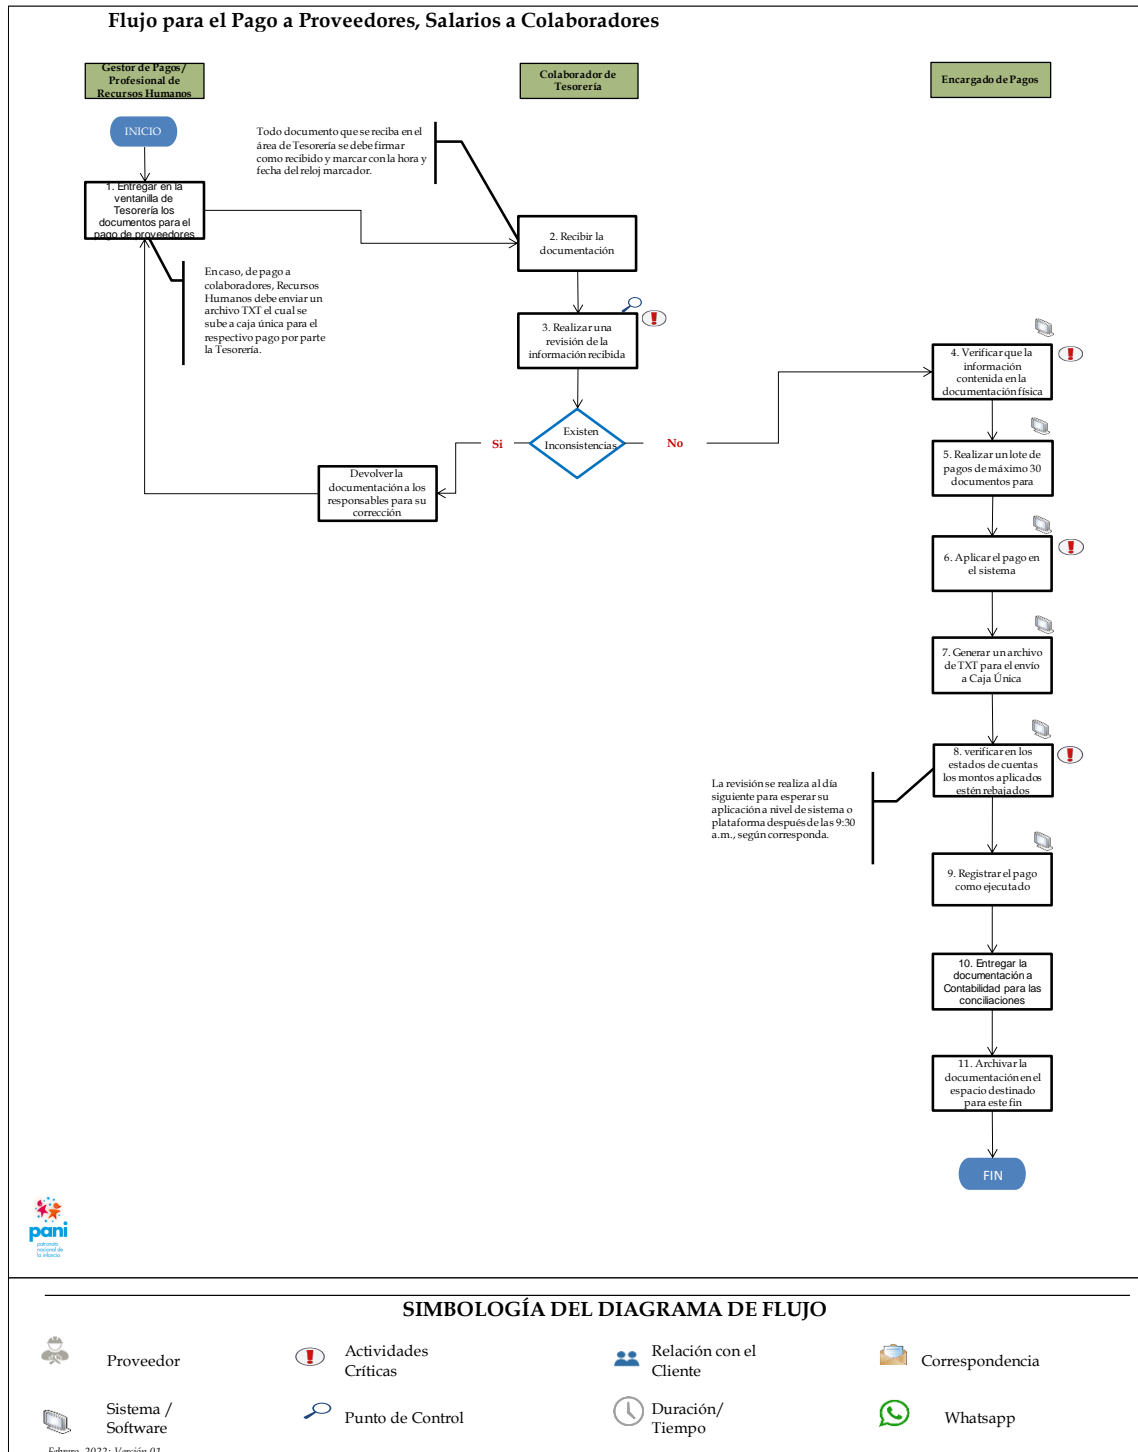 Flujo para el Pago a Proveedores, Salarios a Colaboradores
Gestor de Pagos/
Profesional de
Recursos Humanos
Colaborador de
Tesorería
Encargado de Pagos
INICIO
Todo documento que se reciba en el
área de Tesorería se debe firmar
como recibido y marcar con la hora y
fecha del reloj marcador.
1. Entregar en la
ventanilla de
Tesorería los
documentos para el
pago de proveedores
2. Recibir la
documentación
En caso, de pago a
colaboradores, Recursos
Humanos debe enviar un
archivo TXT el cual se
sube a caja única para el
respectivo pago por parte
la Tesorería.
3. Realizar una
revisión de la
información recibida
4. Verificar que la
información
contenida en la
documentación física
Existen
Inconsistencias
Si
No
Devolver la
documentación a los
responsables para su
corrección
5. Realizar un lote de
pagos de máximo 30
documentos para
6. Aplicar el pago en
el sistema
7. Generar un archivo
de TXT para el envío
a Caja Única
8. verificar en los
estados de cuentas
los montos aplicados
estén rebajados
La revisión se realiza al día
siguiente para esperar su
aplicación a nivel de sistema o
plataforma después de las 9:30
a.m., según corresponda.
9. Registrar el pago
como ejecutado
10. Entregar la
documentación a
Contabilidad para las
conciliaciones
11. Archivar la
documentación en el
espacio destinado
para este fin
FIN
pani
patronato
nacional de
la infancia
SIMBOLOGÍA DEL DIAGRAMA DE FLUJO
Proveedor
Actividades
Críticas
Relación con el
Cliente
Correspondencia
Sistema /
Software
Punto de Control
Duración/
Tiempo
Whatsapp
Febrero, 2022; Versión 01